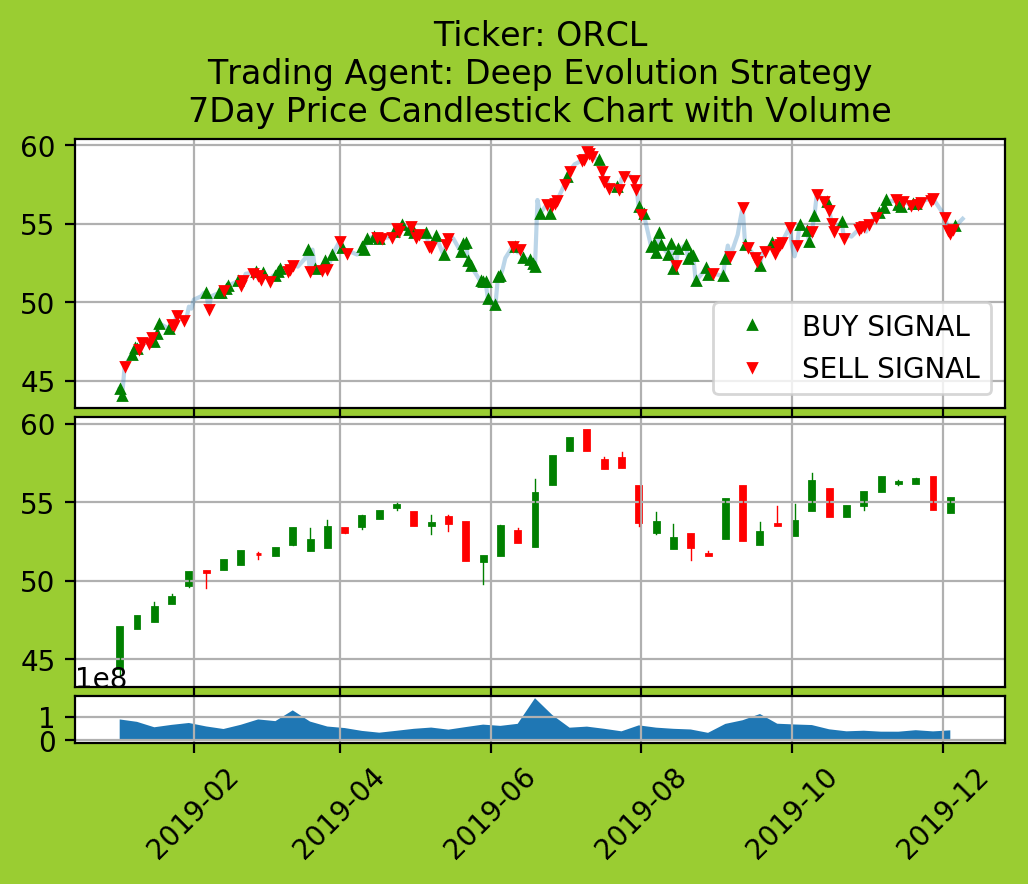 Ticker: ORCL
Trading Agent: Deep Evolution Strategy
7Day Price Candlestick Chart with Volume
60
55
50
45
BUY SIGNAL
SELL SIGNAL
60
55
50
45
1e8
1
0
2019-02
2019-04
2019-06
2019-08
2019-10
2019-12